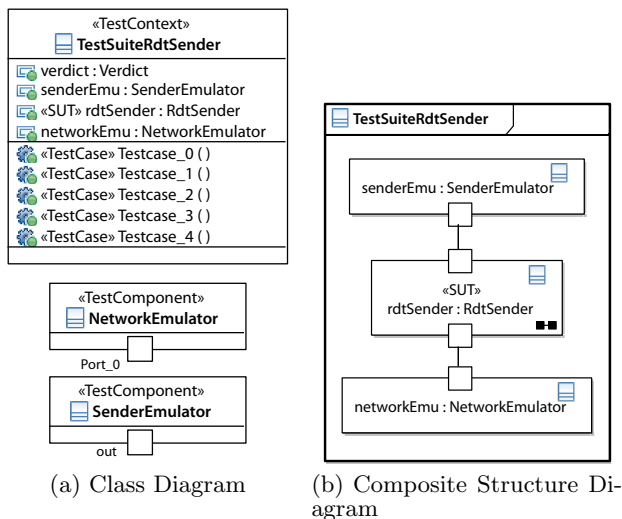 «TestContext»
TestSuiteRdtSender
verdict : Verdict
senderEmu : SenderEmulator
«SUT» rdtSender : RdtSender
networkEmu : NetworkEmulator
«TestCase» Testcase_0 ( )
«TestCase» Testcase_1 ( )
«TestCase» Testcase_2 ( )
«TestCase» Testcase_3 ( )
«TestCase» Testcase_4 ( )
«TestComponent»
NetworkEmulator
Port_0
«TestComponent»
SenderEmulator
out
(a) Class Diagram
TestSuiteRdtSender
senderEmu : SenderEmulator
«SUT»
rdtSender : RdtSender
networkEmu : NetworkEmulator
(b) Composite Structure Di-
agram